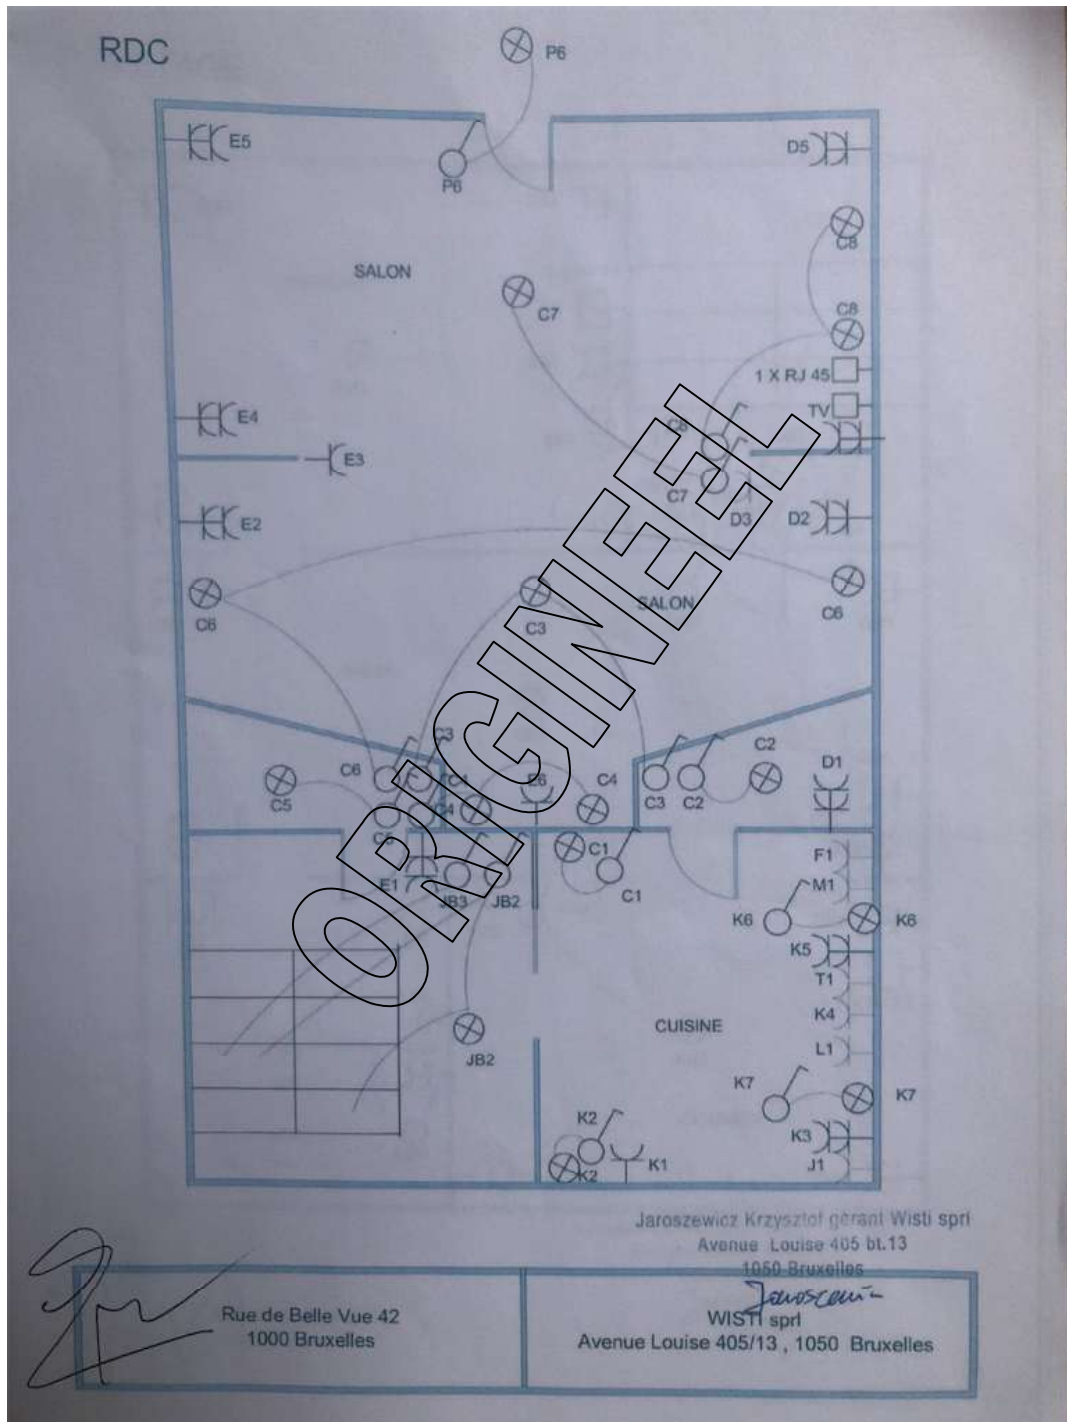 RDC
P6
E5
P6
D5
C8
SALON
C7
C8
1 X RJ 45
TV
E4
C8
E3
C7
D3
D2
E2
C6
C3
SALON
C6
C3
C6
C4
E6
C4
C3
C2
C2
D1
C5
C4
C5
C1
E1
JB3
JB2
C1
F1
M1
K6
K6
K5
T1
K4
CUISINE
L1
JB2
K7
K7
K2
K3
K2
K1
J1
ORIGINEEL
Jaroszewicz Krzysztof gérant Wisti sprl
Avenue Louise 405 bt.13
1050 Bruxelles
Rue de Belle Vue 42
1000 Bruxelles
WISTI sprl
Avenue Louise 405/13 , 1050 Bruxelles